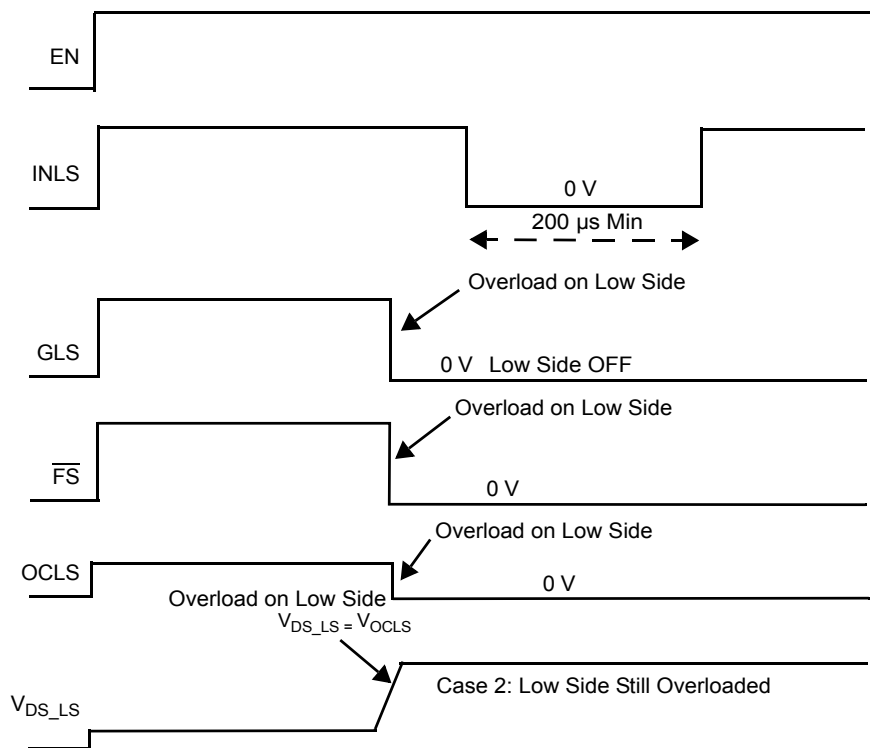 EN
INLS
0 V
200 µs Min
Overload on Low Side
GLS
0 V Low Side OFF
Overload on Low Side
FS
0 V
Overload on Low Side
OCLS
0 V
Overload on Low Side
VDS_LS = VOCLS
Case 2: Low Side Still Overloaded
VDS_LS